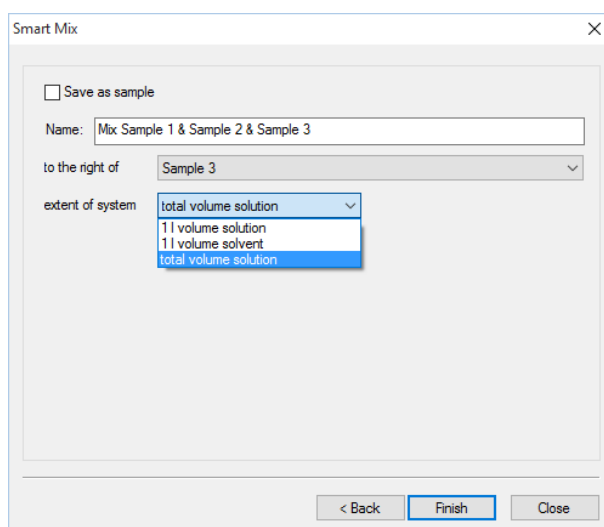 Smart Mix
Save as sample
Name: Mix Sample 1 & Sample 2 & Sample 3
to the right of Sample 3
extent of system total volume solution
1 l volume solution
1 l volume solvent
total volume solution
< Back Finish Close